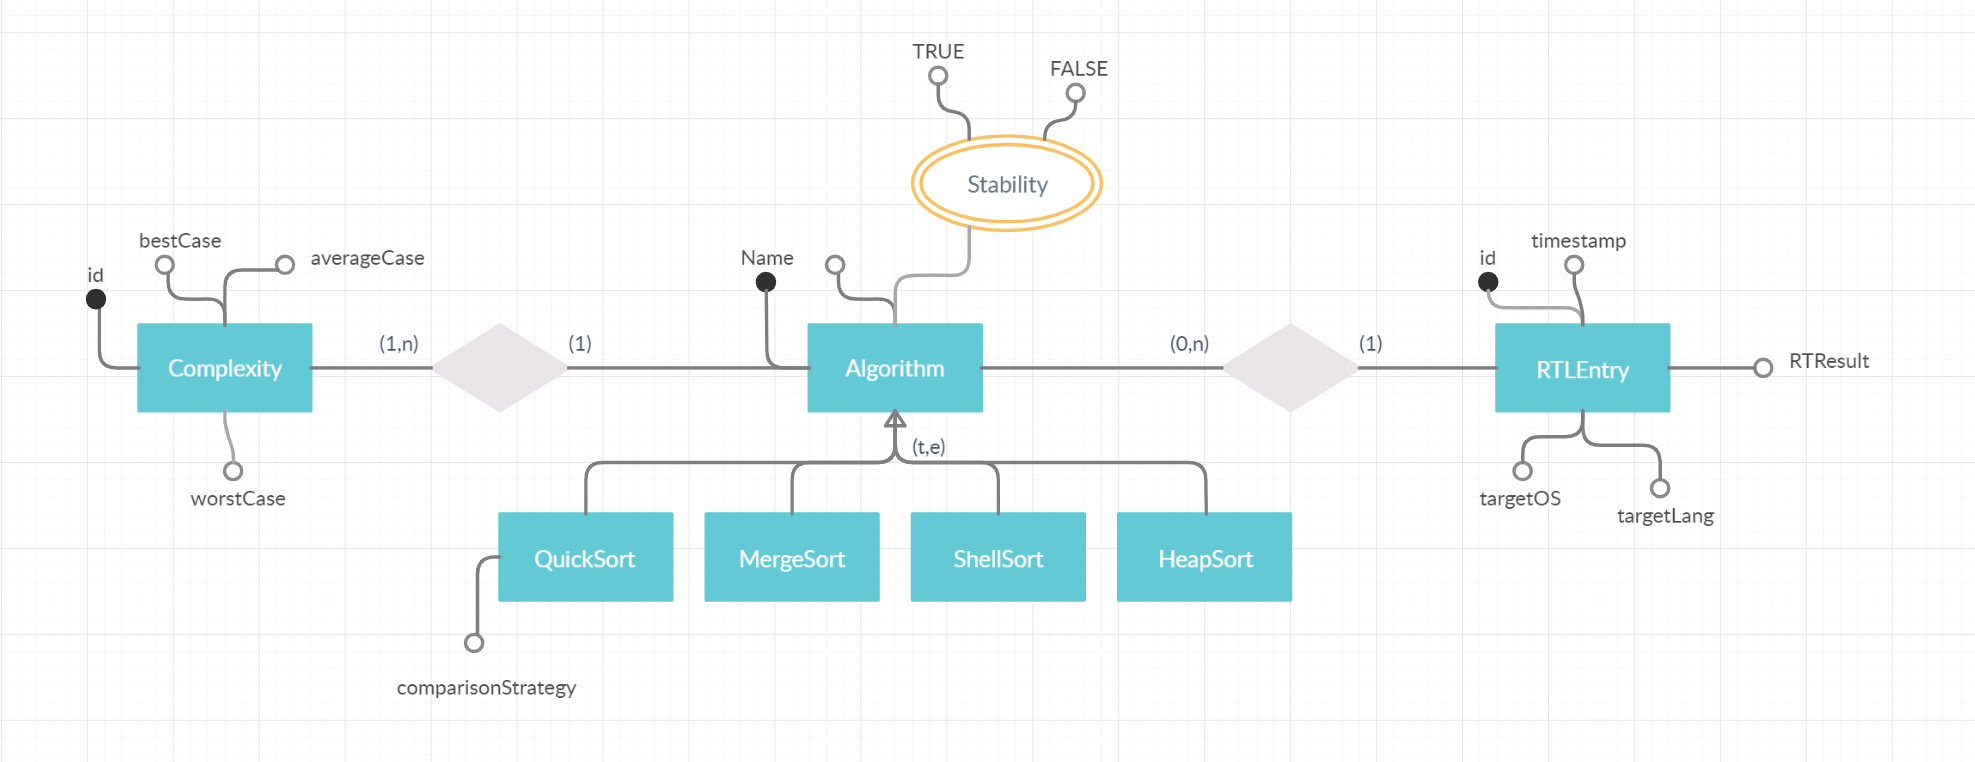 TRUE
FALSE
Stability
bestCase
averageCase
id
Name
id
timestamp
Complexity
(1,n)
(1)
Algorithm
(0,n)
(1)
RTLEntry
RTResult
(t,e)
worstCase
targetOS
targetLang
QuickSort
MergeSort
ShellSort
HeapSort
comparisonStrategy